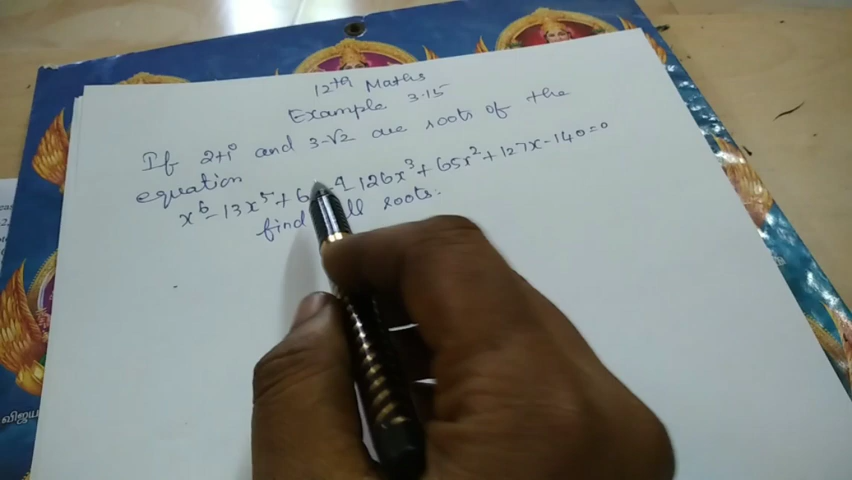 12th Maths
Example 3.15
If 2+i and 3-√2 are roots of the
equation
x⁶-13x⁵+6 -126x³+65x²+127x-140=0
find roots.
விஜய